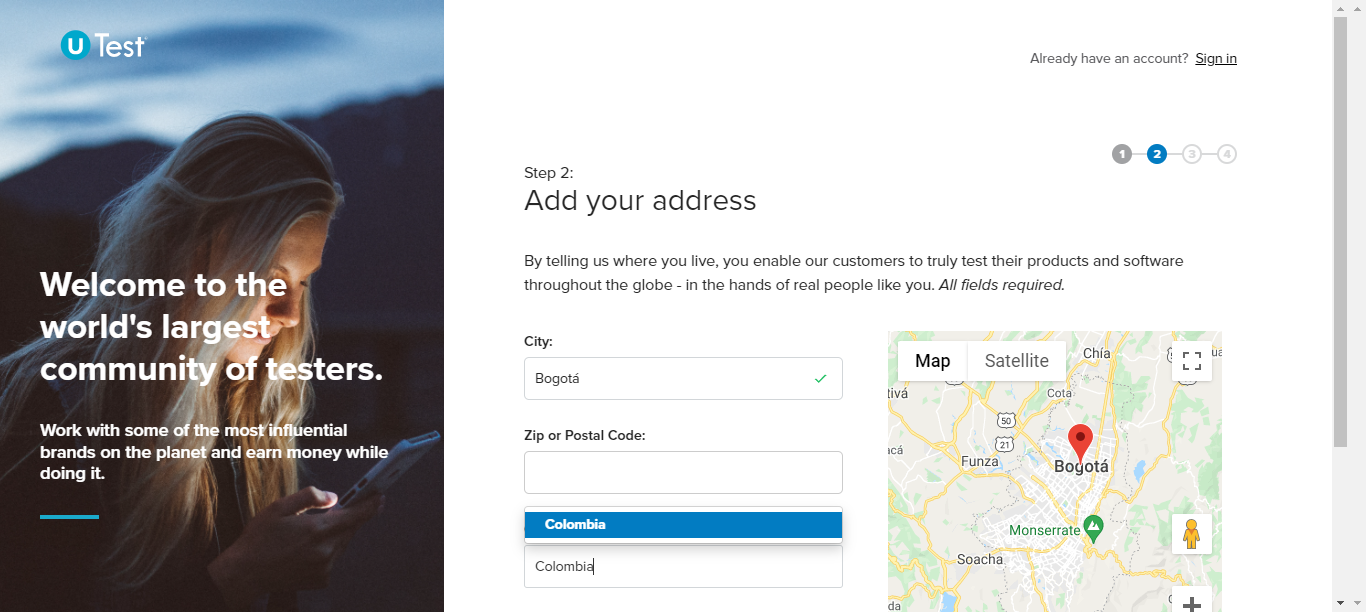 U Test
Already have an account? Sign in
1 2 3 4
Step 2:
Add your address
By telling us where you live, you enable our customers to truly test their products and software
throughout the globe - in the hands of real people like you. All fields required.
Welcome to the
world's largest
community of testers.
Work with some of the most influential
brands on the planet and earn money while
doing it.
City:
Bogotá
Zip or Postal Code:
Colombia
Colombia
Map Satellite
Chía
Cota
50
21
Funza
Bogotá
Monserrate
Soacha